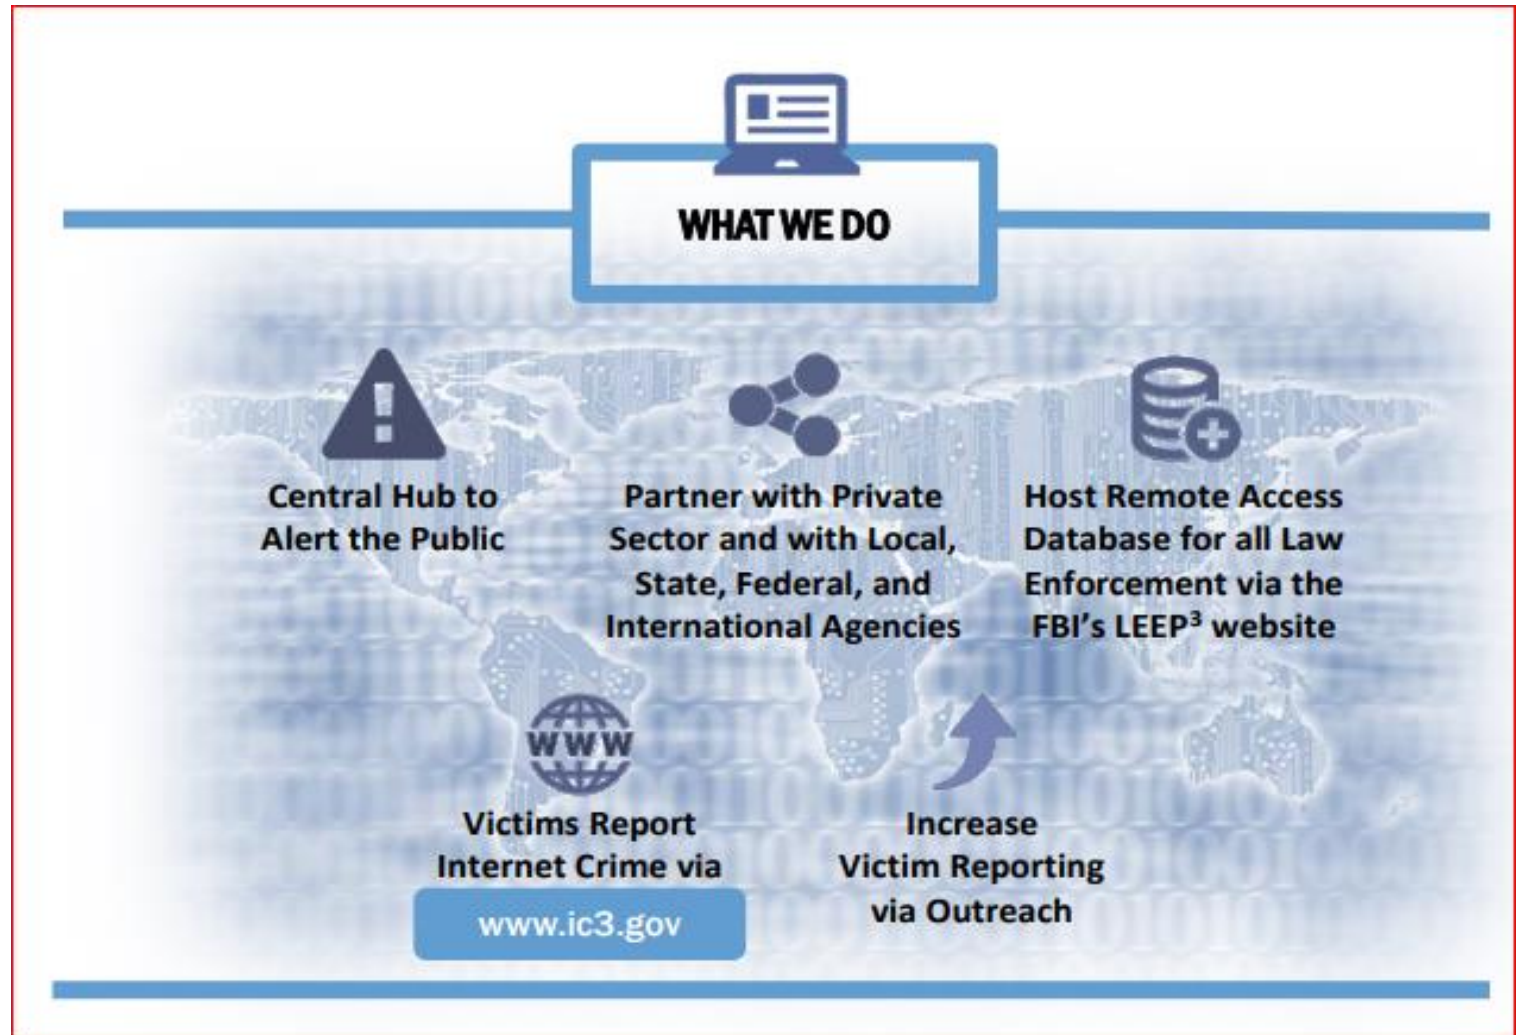 WHAT WE DO
Central Hub to
Alert the Public
Partner with Private
Sector and with Local,
State, Federal, and
International Agencies
Host Remote Access
Database for all Law
Enforcement via the
FBI's LEEP³ website
WWW
Victims Report
Internet Crime via
www.ic3.gov
Increase
Victim Reporting
via Outreach